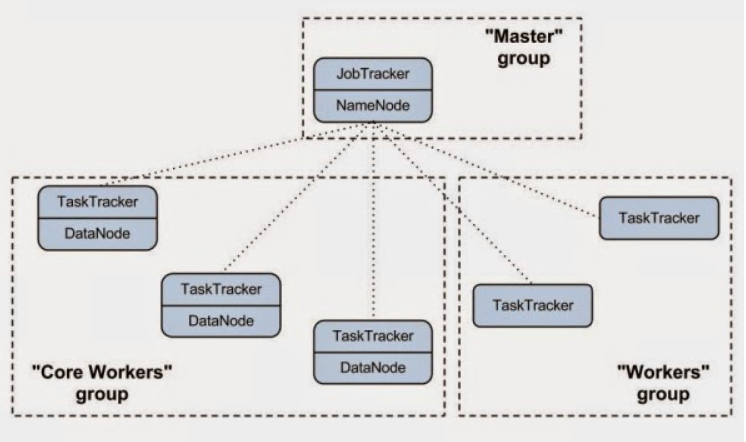 "Master"
group
JobTracker
NameNode
TaskTracker
DataNode
TaskTracker
DataNode
TaskTracker
DataNode
"Core Workers"
group
TaskTracker
TaskTracker
"Workers"
group